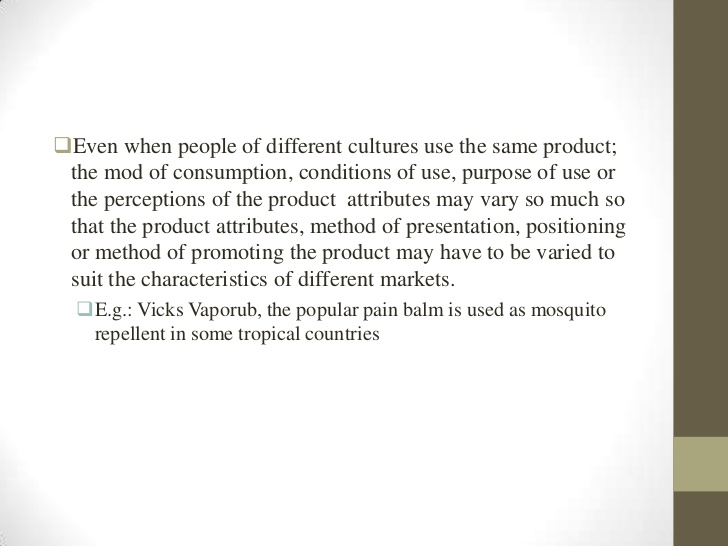 Even when people of different cultures use the same product;
the mod of consumption, conditions of use, purpose of use or
the perceptions of the product  attributes may vary so much so
that the product attributes, method of presentation, positioning
or method of promoting the product may have to be varied to
suit the characteristics of different markets.
E.g.: Vicks Vaporub, the popular pain balm is used as mosquito
repellent in some tropical countries